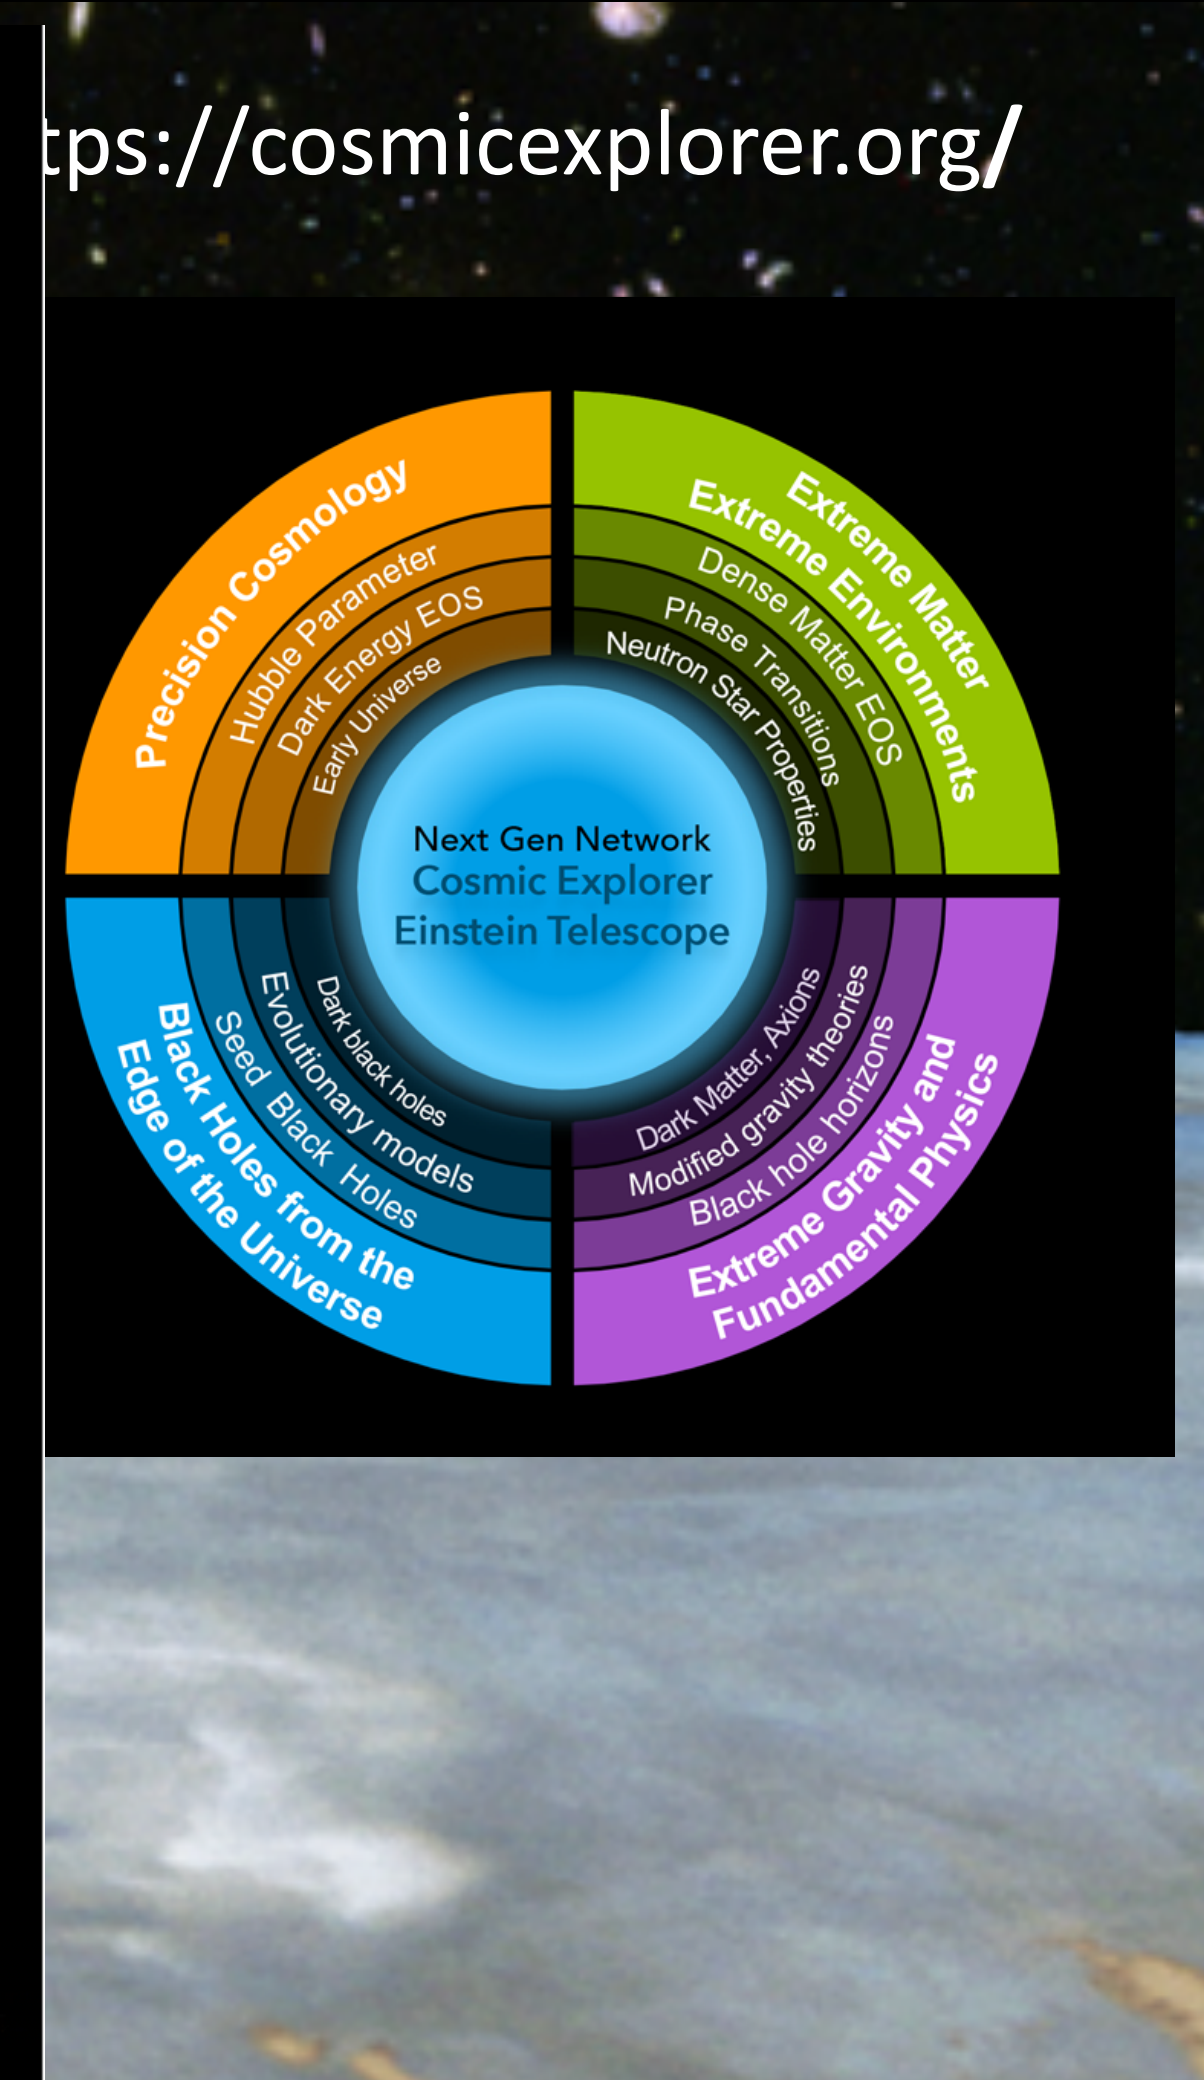 tps://cosmicexplorer.org/
Precision Cosmology
Hubble Parameter
Dark Energy EOS
Early Universe
Extreme Matter
Extreme Environments
Dense Matter EOS
Phase Transitions
Neutron Star Properties
Next Gen Network
Cosmic Explorer
Einstein Telescope
Dark black holes
Evolutionary models
Seed Black Holes
Black Holes from the
Edge of the Universe
Dark Matter, Axions
Modified gravity theories
Black hole horizons
Extreme Gravity and
Fundamental Physics